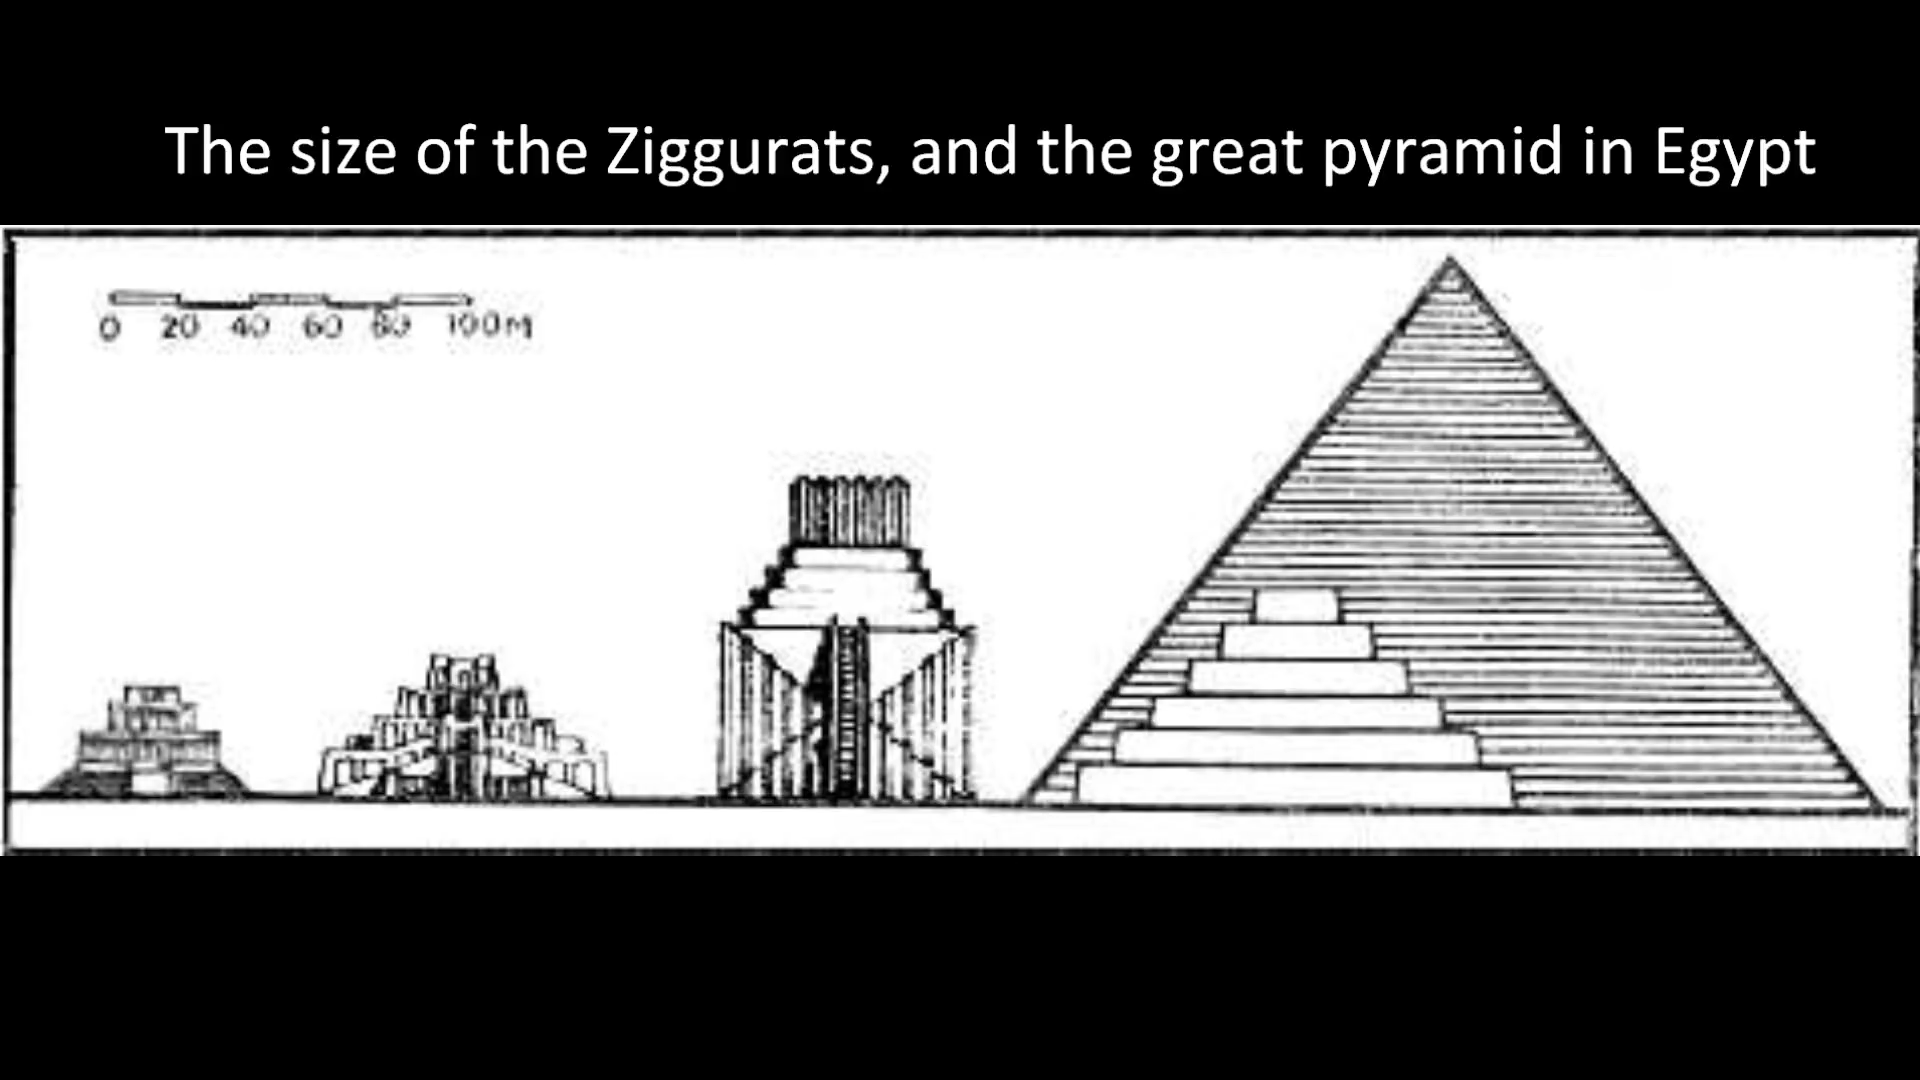 The size of the Ziggurats, and the great pyramid in Egypt
0 20 40 60 80 100M